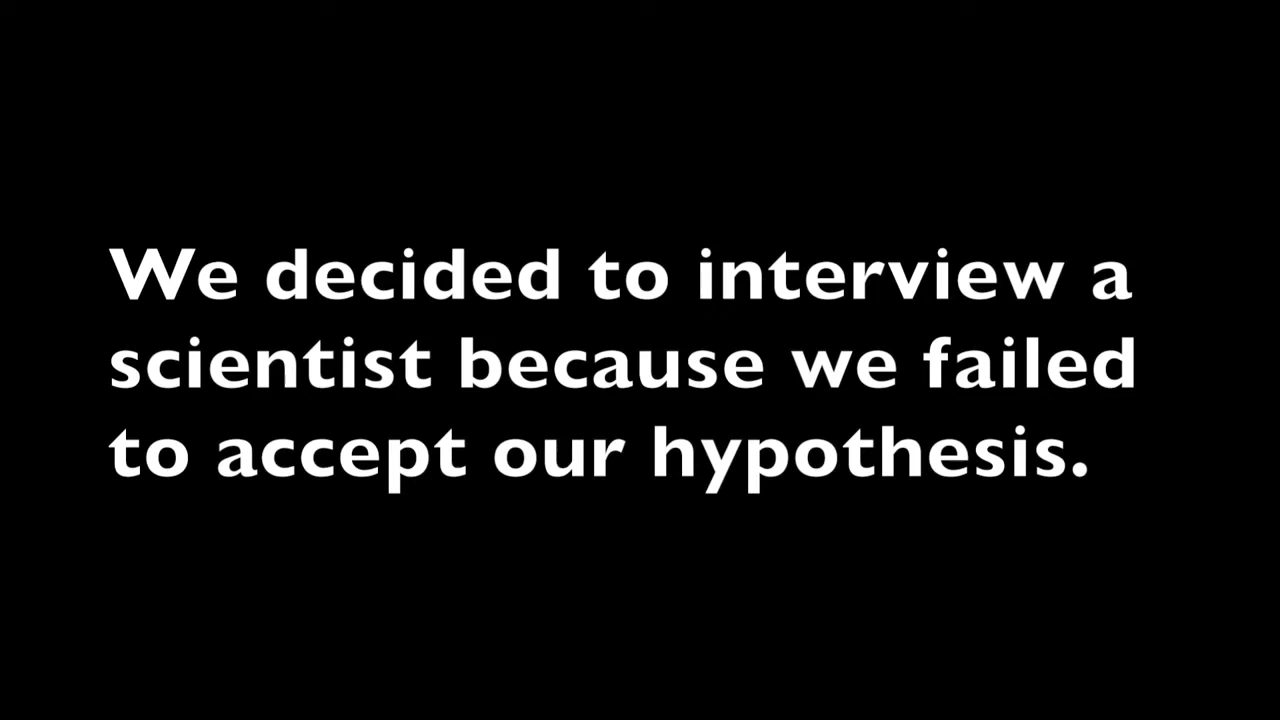 We decided to interview a
scientist because we failed
to accept our hypothesis.